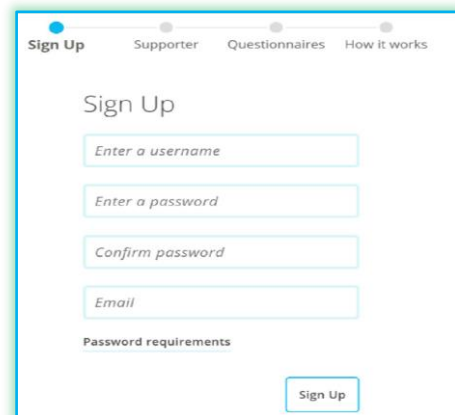 Sign Up Supporter Questionnaires How it works
Sign Up
Enter a username
Enter a password
Confirm password
Email
Password requirements
Sign Up